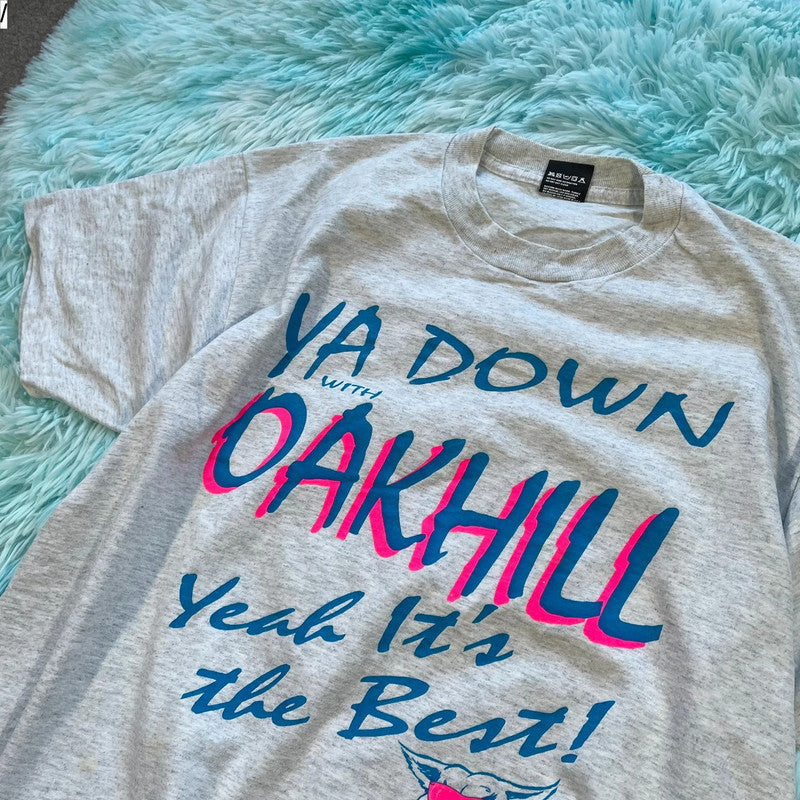 YA DOWN
WITH
OAKHILL
Yeah It's
the Best!